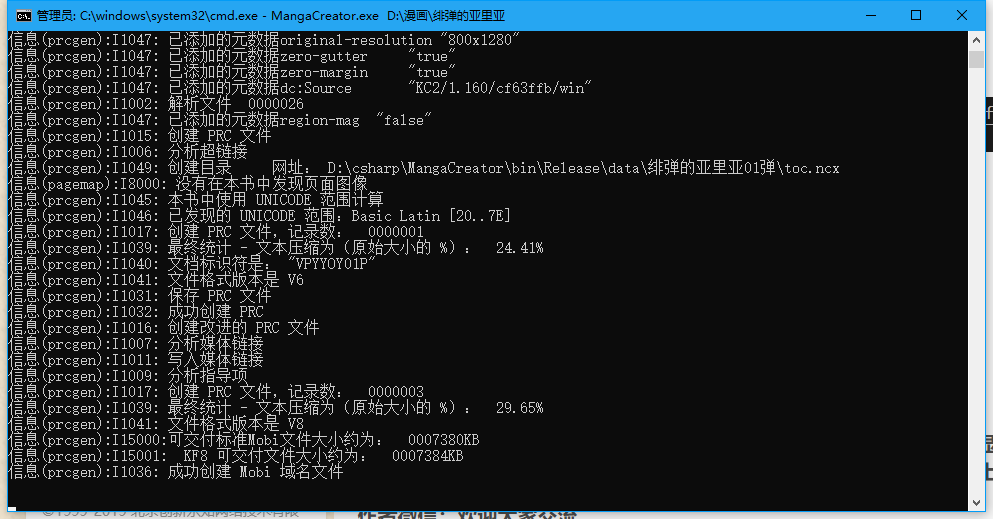 管理员: C:\windows\system32\cmd.exe - MangaCreator.exe  D:\漫画\绯弹的亚里亚
信息(prcgen):I1047: 已添加的元数据original-resolution "800x1280"
信息(prcgen):I1047: 已添加的元数据zero-gutter     "true"
信息(prcgen):I1047: 已添加的元数据zero-margin     "true"
信息(prcgen):I1047: 已添加的元数据dc:Source       "KC2/1.160/cf63ffb/win"
信息(prcgen):I1002: 解析文件  0000026
信息(prcgen):I1047: 已添加的元数据region-mag  "false"
信息(prcgen):I1015: 创建 PRC 文件
信息(prcgen):I1006: 分析超链接
信息(prcgen):I1049: 创建目录     网址： D:\csharp\MangaCreator\bin\Release\data\绯弹的亚里亚01弹\toc.ncx
信息(pagemap):I8000: 没有在本书中发现页面图像
信息(prcgen):I1045: 本书中使用 UNICODE 范围计算
信息(prcgen):I1046: 已发现的 UNICODE 范围：Basic Latin [20..7E]
信息(prcgen):I1017: 创建 PRC 文件，记录数：  0000001
信息(prcgen):I1039: 最终统计 - 文本压缩为（原始大小的 %）：  24.41%
信息(prcgen):I1040: 文档标识符是： "VPYYOY01P"
信息(prcgen):I1041: 文件格式版本是 V6
信息(prcgen):I1031: 保存 PRC 文件
信息(prcgen):I1032: 成功创建 PRC
信息(prcgen):I1016: 创建改进的 PRC 文件
信息(prcgen):I1007: 分析媒体链接
信息(prcgen):I1011: 写入媒体链接
信息(prcgen):I1009: 分析指导项
信息(prcgen):I1017: 创建 PRC 文件，记录数：  0000003
信息(prcgen):I1039: 最终统计 - 文本压缩为（原始大小的 %）：  29.65%
信息(prcgen):I1041: 文件格式版本是 V8
信息(prcgen):I15000:可交付标准Mobi文件大小约为：  0007380KB
信息(prcgen):I15001:  KF8 可交付文件大小约为：  0007384KB
信息(prcgen):I1036: 成功创建 Mobi 域名文件